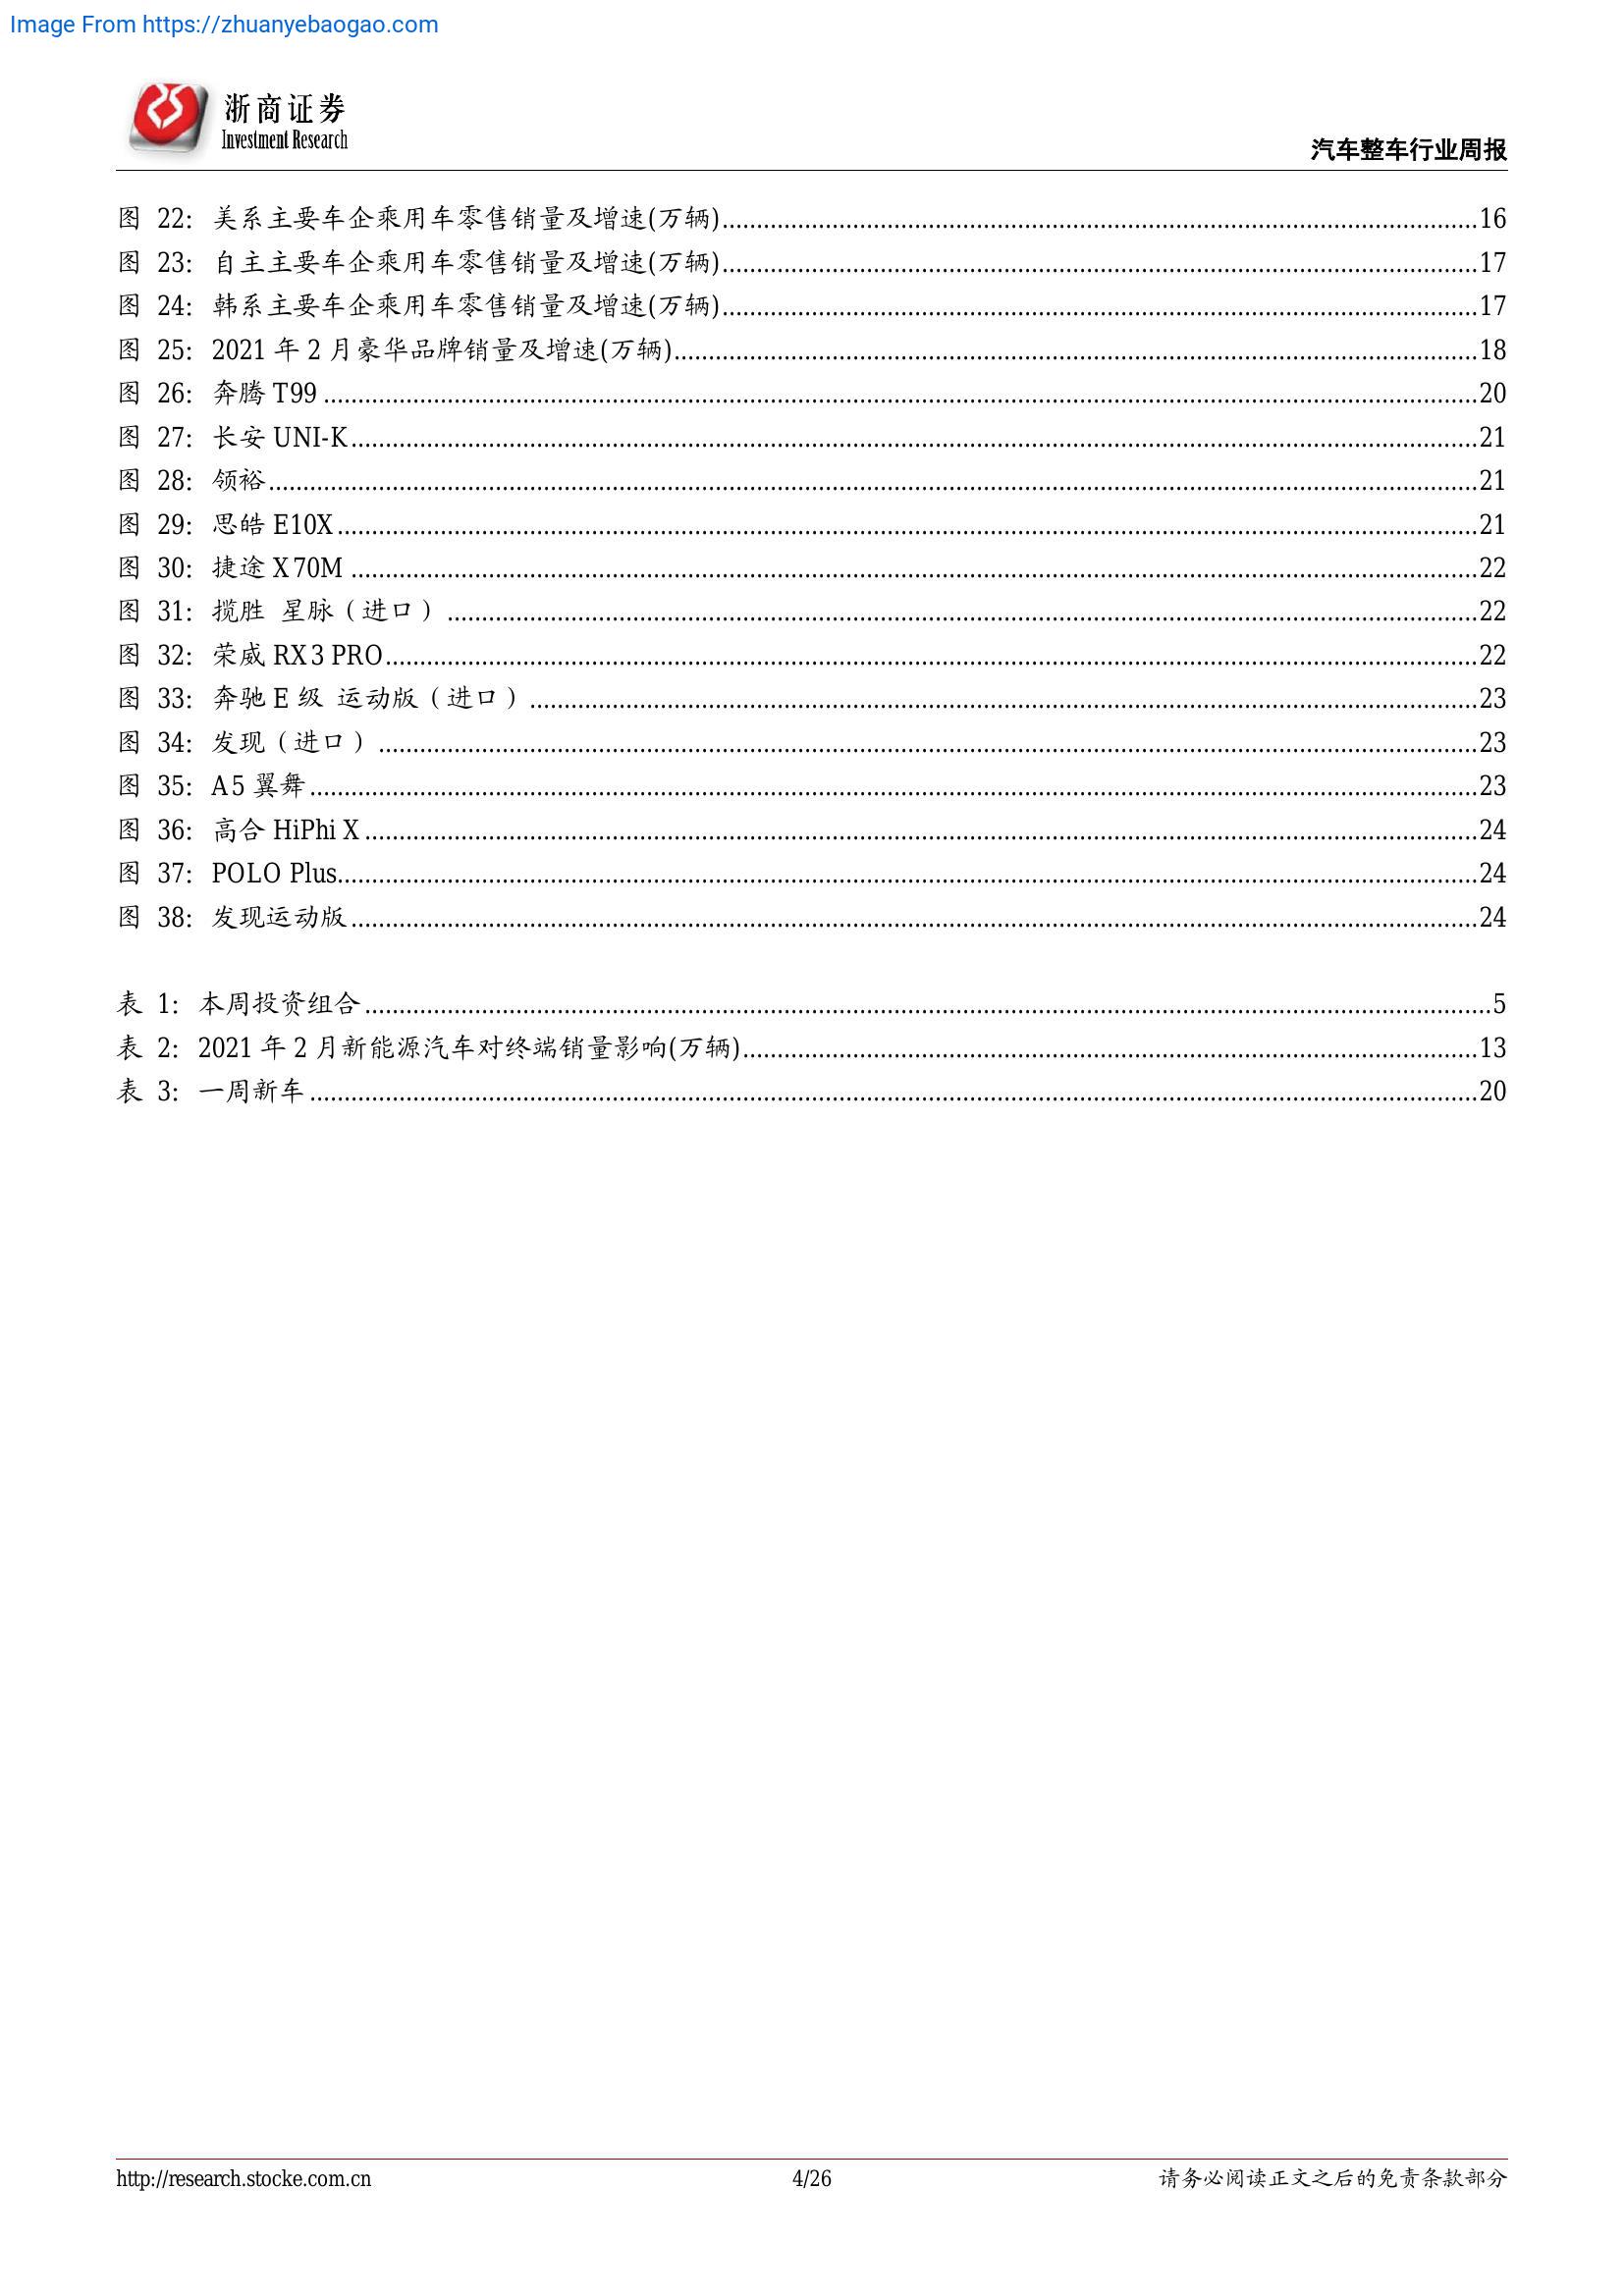 Image From https://zhuanyebaogao.com
浙商证券
Investment Research
汽车整车行业周报
图 22: 美系主要车企乘用车零售销量及增速(万辆)......16
图 23: 自主主要车企乘用车零售销量及增速(万辆)......17
图 24: 韩系主要车企乘用车零售销量及增速(万辆)......17
图 25: 2021 年 2 月豪华品牌销量及增速(万辆)......18
图 26: 奔腾 T99 ......20
图 27: 长安 UNI-K......21
图 28: 领裕......21
图 29: 思皓 E10X......21
图 30: 捷途 X70M ......22
图 31: 揽胜 星脉（进口）......22
图 32: 荣威 RX3 PRO......22
图 33: 奔驰 E 级 运动版（进口）......23
图 34: 发现（进口）......23
图 35: A5 翼舞......23
图 36: 高合 HiPhi X......24
图 37: POLO Plus......24
图 38: 发现运动版......24
表 1: 本周投资组合......5
表 2: 2021 年 2 月新能源汽车对终端销量影响(万辆)......13
表 3: 一周新车......20
http://research.stocke.com.cn
4/26
请务必阅读正文之后的免责条款部分